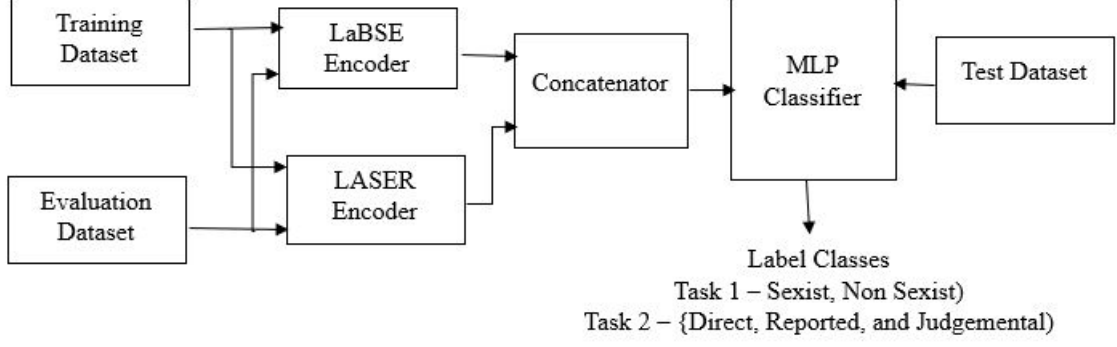 Training
Dataset
LaBSE
Encoder
Concatenator
MLP
Classifier
Test Dataset
Evaluation
Dataset
LASER
Encoder
Label Classes
Task 1 – Sexist, Non Sexist)
Task 2 – {Direct, Reported, and Judgemental)